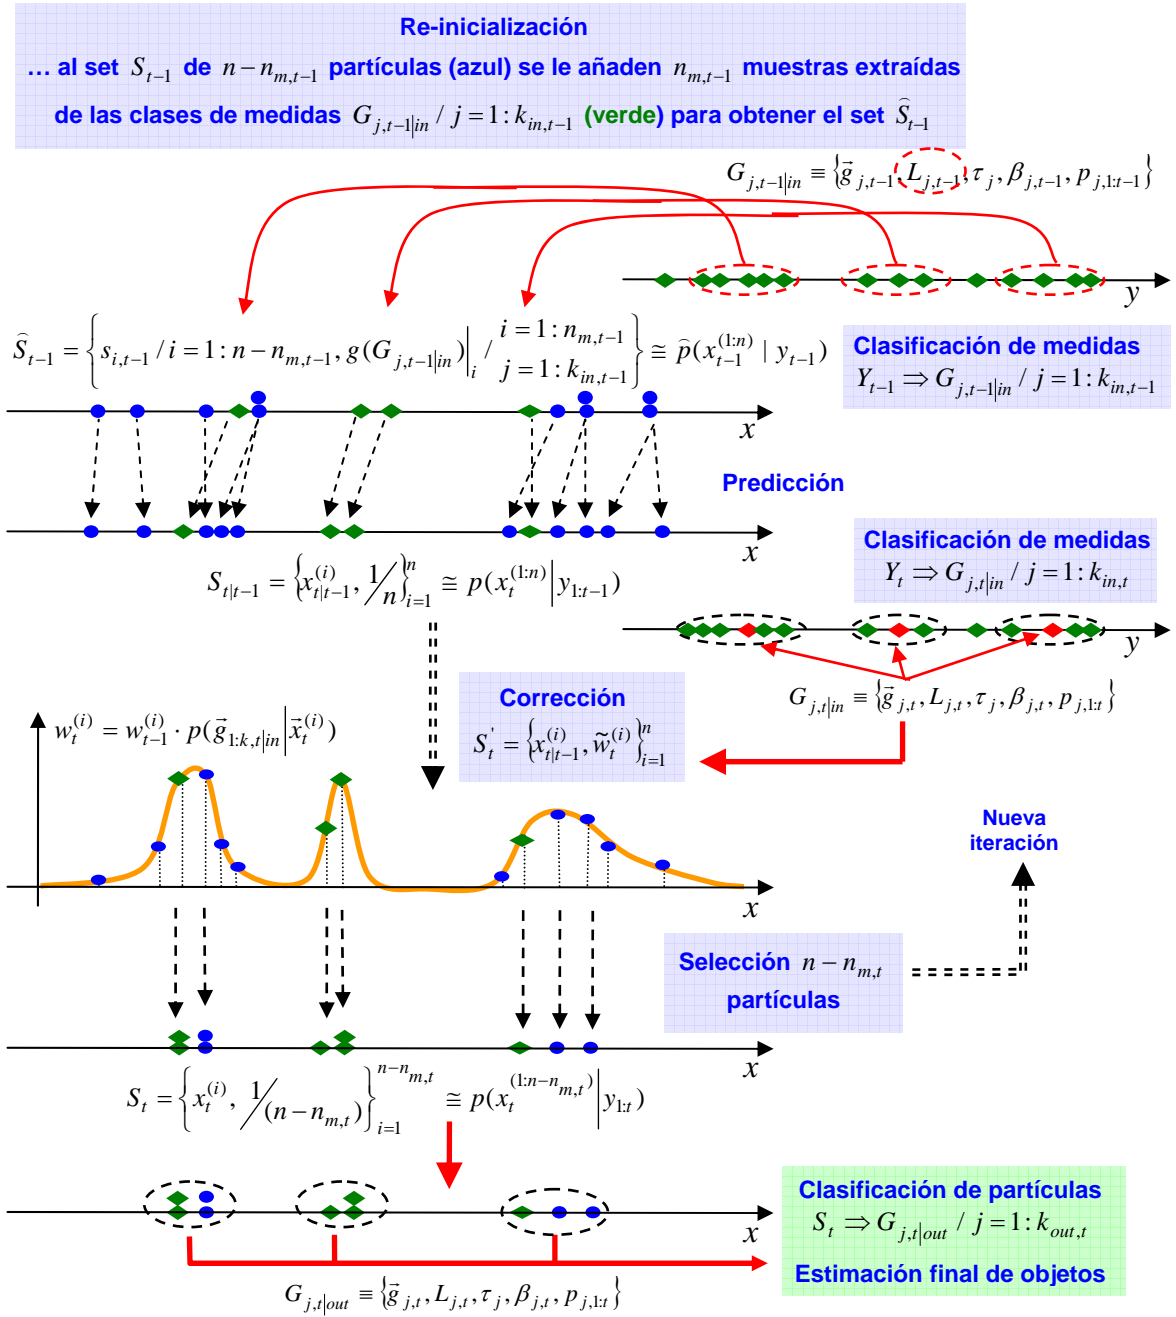 Re-inicialización
… al set S_{t−1} de n−n_{m,t−1} partículas (azul) se le añaden n_{m,t−1} muestras extraídas
de las clases de medidas G_{j,t−1|in} / j=1:k_{in,t−1} (verde) para obtener el set Ŝ_{t−1}
G_{j,t−1|in} ≡ {g⃗_{j,t−1}, L_{j,t−1}, τ_j, β_{j,t−1}, p_{j,1:t−1}}
y
Ŝ_{t−1} = {s_{i,t−1} / i=1:n−n_{m,t−1}, g(G_{j,t−1|in})|_i / i=1:n_{m,t−1} j=1:k_{in,t−1}} ≅ p̂(x_{t−1}^{(1:n)} | y_{t−1})
Clasificación de medidas
Y_{t−1} ⇒ G_{j,t−1|in} / j=1:k_{in,t−1}
x
Predicción
x
Clasificación de medidas
Y_t ⇒ G_{j,t|in} / j=1:k_{in,t}
S_{t|t−1} = {x_{t|t−1}^{(i)}, 1/n}_{i=1}^{n} ≅ p(x_t^{(1:n)} | y_{1:t−1})
y
G_{j,t|in} ≡ {g⃗_{j,t}, L_{j,t}, τ_j, β_{j,t}, p_{j,1:t}}
Corrección
S_t^' = {x_{t|t−1}^{(i)}, w̃_t^{(i)}}_{i=1}^{n}
w_t^{(i)} = w_{t−1}^{(i)} · p(g⃗_{1:k,t|in} | x⃗_t^{(i)})
Nueva
iteración
x
Selección n−n_{m,t}
partículas
x
S_t = {x_t^{(i)}, 1/(n−n_{m,t})}_{i=1}^{n−n_{m,t}} ≅ p(x_t^{(1:n−n_{m,t})} | y_{1:t})
x
Clasificación de partículas
S_t ⇒ G_{j,t|out} / j=1:k_{out,t}
Estimación final de objetos
G_{j,t|out} ≡ {g⃗_{j,t}, L_{j,t}, τ_j, β_{j,t}, p_{j,1:t}}